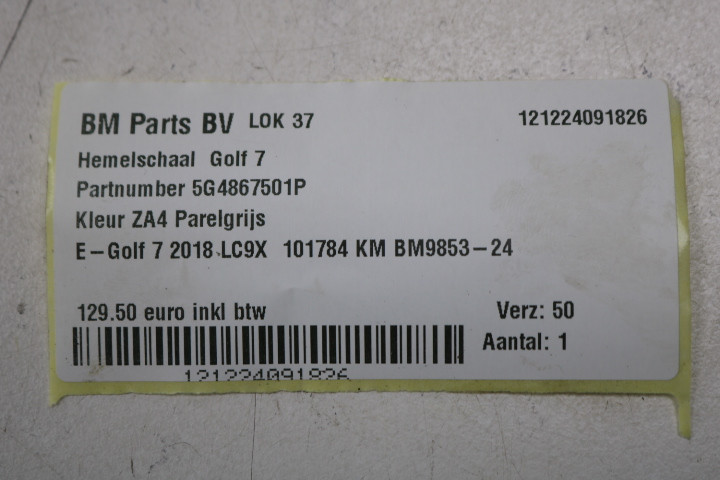 BM Parts BV LOK 37 121224091826
Hemelschaal Golf 7
Partnumber 5G4867501P
Kleur ZA4 Parelgrijs
E-Golf 7 2018 LC9X 101784 KM BM9853-24
129.50 euro inkl btw Verz: 50
Aantal: 1
121224091826